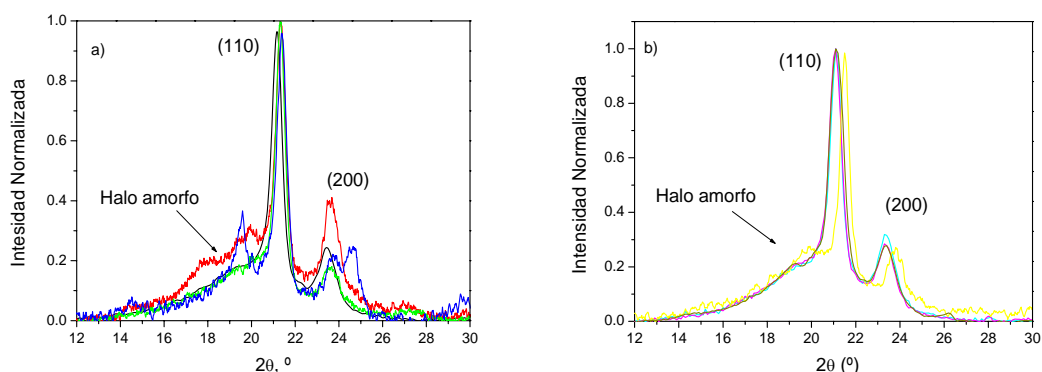 a)
(110)
(200)
Halo amorfo
Intesidad Normalizada
1.0
0.8
0.6
0.4
0.2
0.0
12 14 16 18 20 22 24 26 28 30
2θ, º
b)
(110)
(200)
Halo amorfo
Intensidad Normalizada
1.0
0.8
0.6
0.4
0.2
0.0
12 14 16 18 20 22 24 26 28 30
2θ (º)